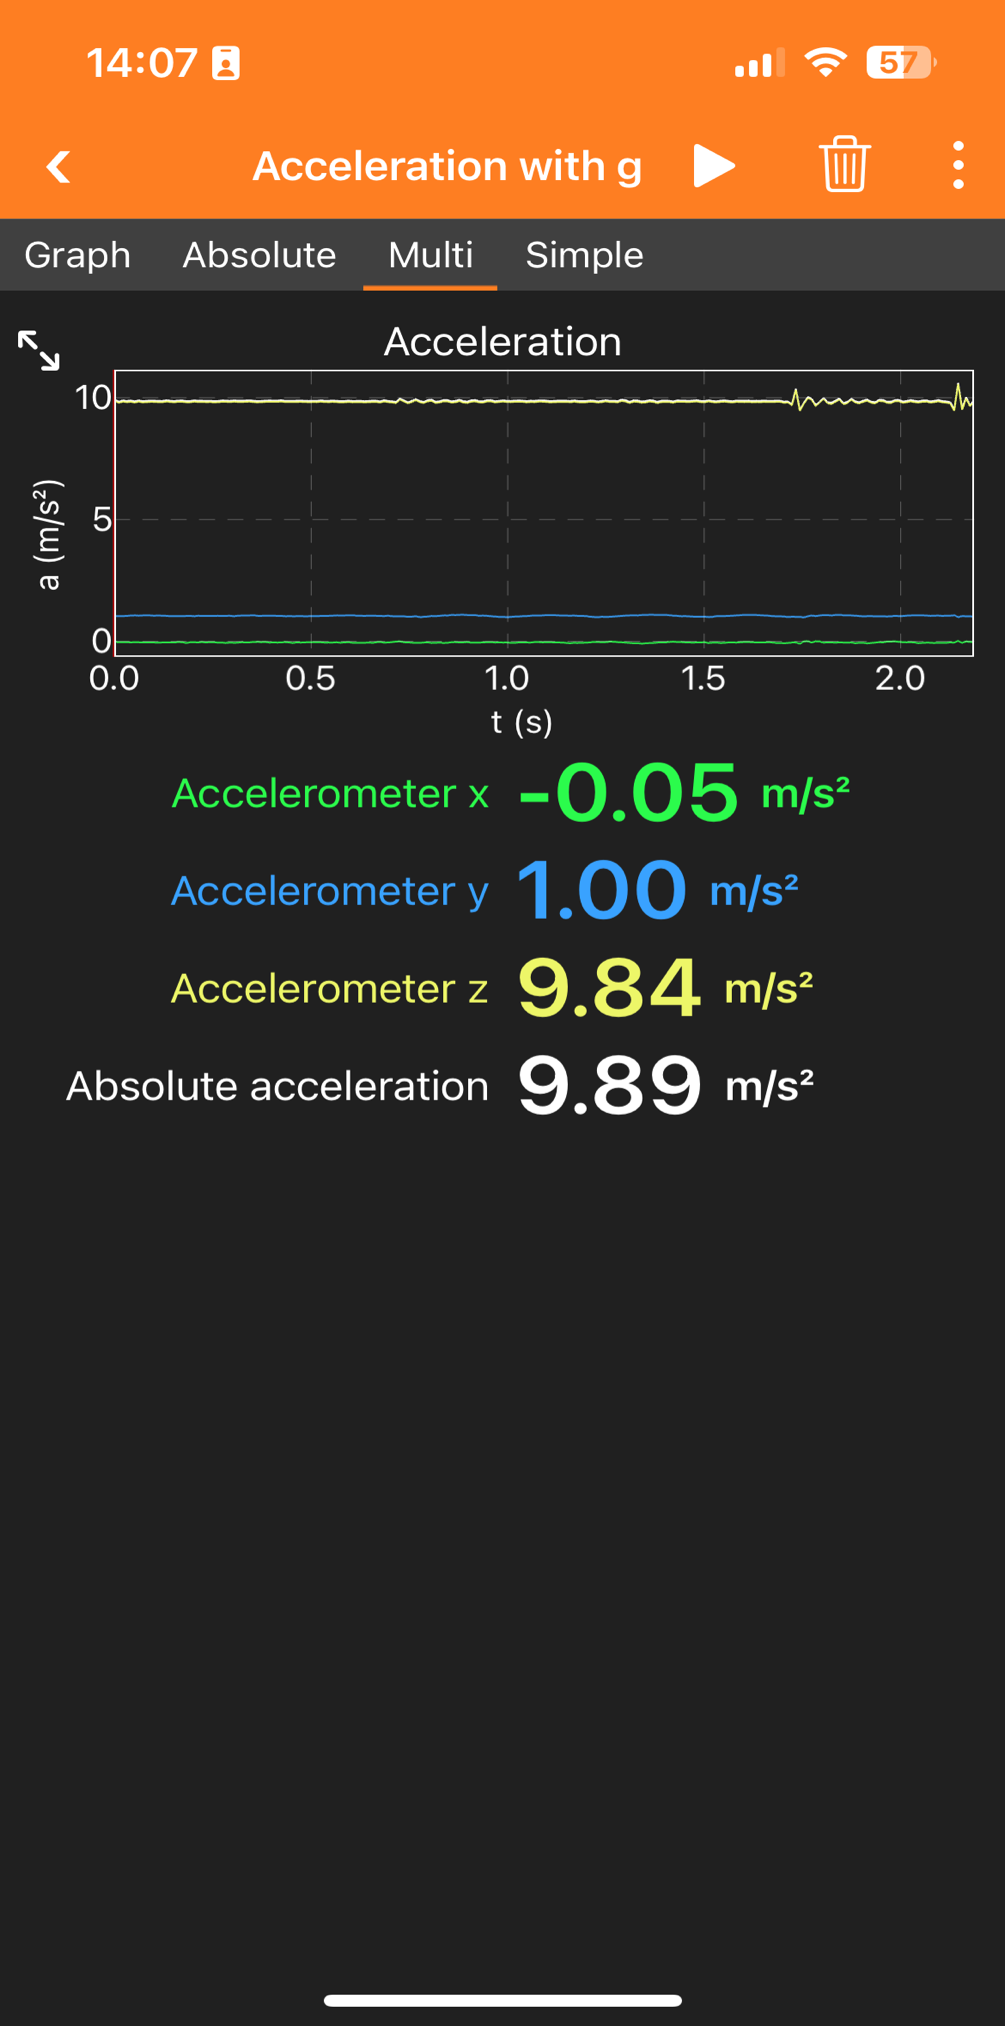 14:07 57
Acceleration with g
Graph Absolute Multi Simple
Acceleration
10
5
0
a (m/s²)
0.0 0.5 1.0 1.5 2.0
t (s)
Accelerometer x -0.05 m/s²
Accelerometer y 1.00 m/s²
Accelerometer z 9.84 m/s²
Absolute acceleration 9.89 m/s²